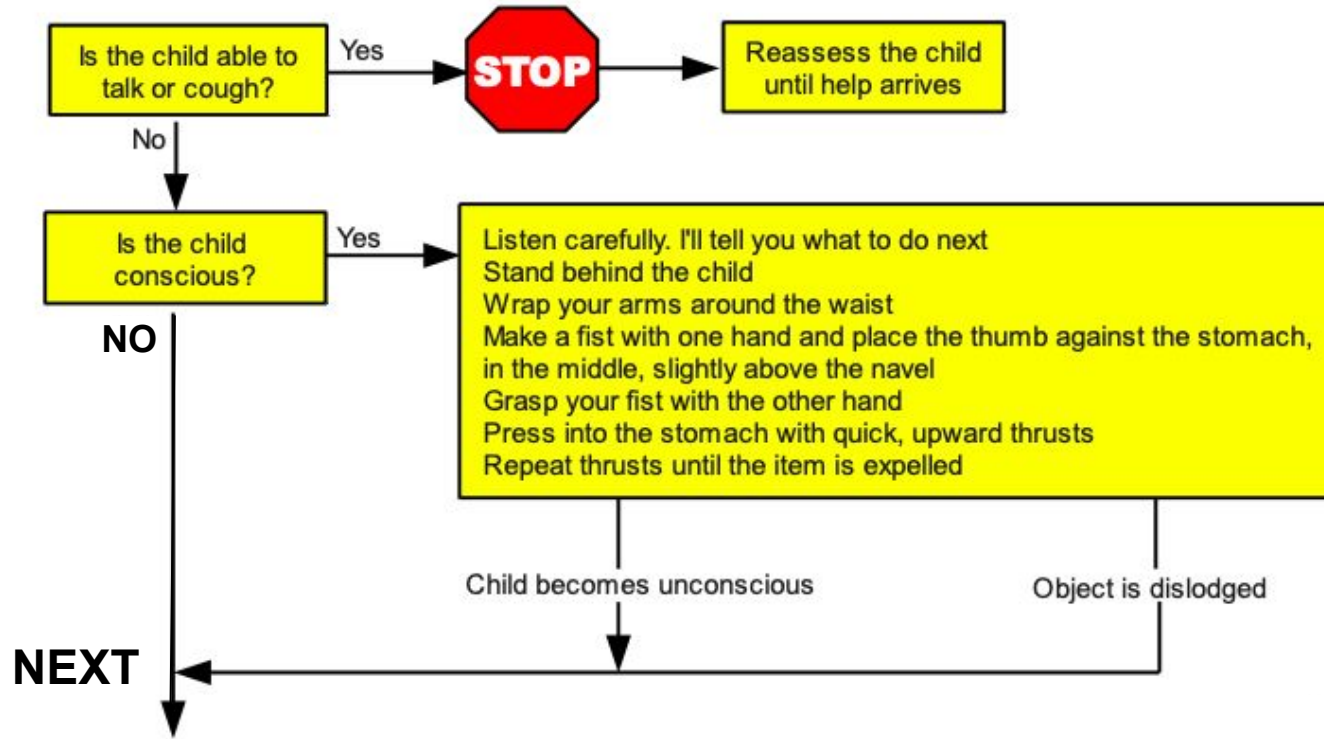 Is the child able to
talk or cough?
Yes
STOP
Reassess the child
until help arrives
No
Is the child
conscious?
Yes
Listen carefully. I'll tell you what to do next
Stand behind the child
Wrap your arms around the waist
Make a fist with one hand and place the thumb against the stomach,
in the middle, slightly above the navel
Grasp your fist with the other hand
Press into the stomach with quick, upward thrusts
Repeat thrusts until the item is expelled
NO
Child becomes unconscious
Object is dislodged
NEXT